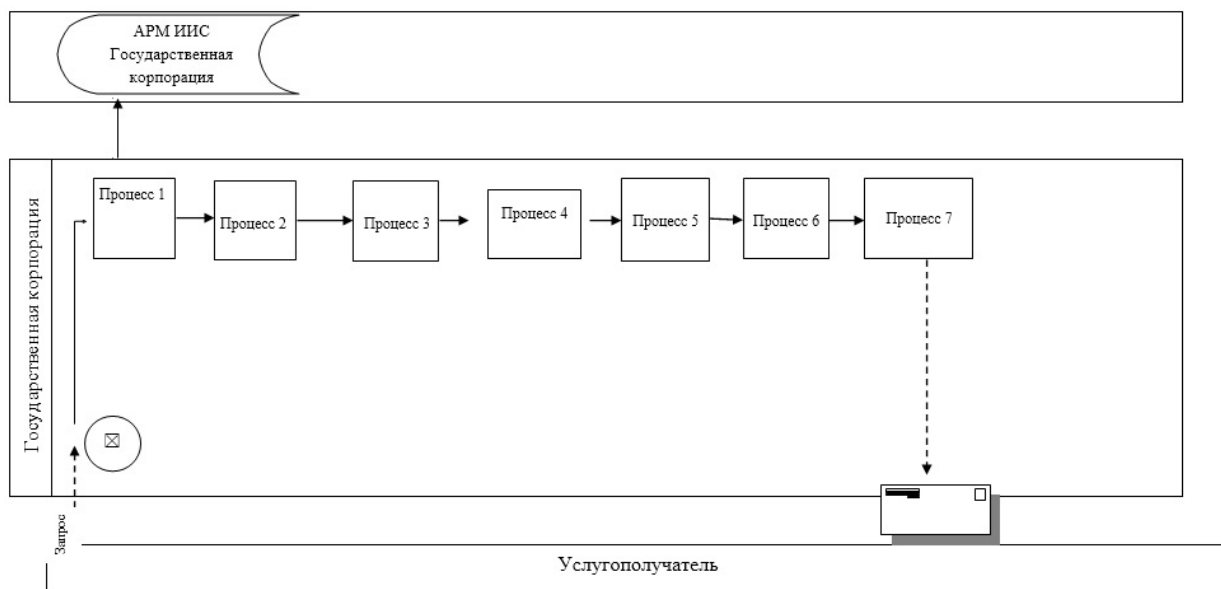 АРМ ИИС
Государственная
корпорация
Государственная корпорация
Процесс 1
Процесс 2
Процесс 3
Процесс 4
Процесс 5
Процесс 6
Процесс 7
Запрос
Услугополучатель